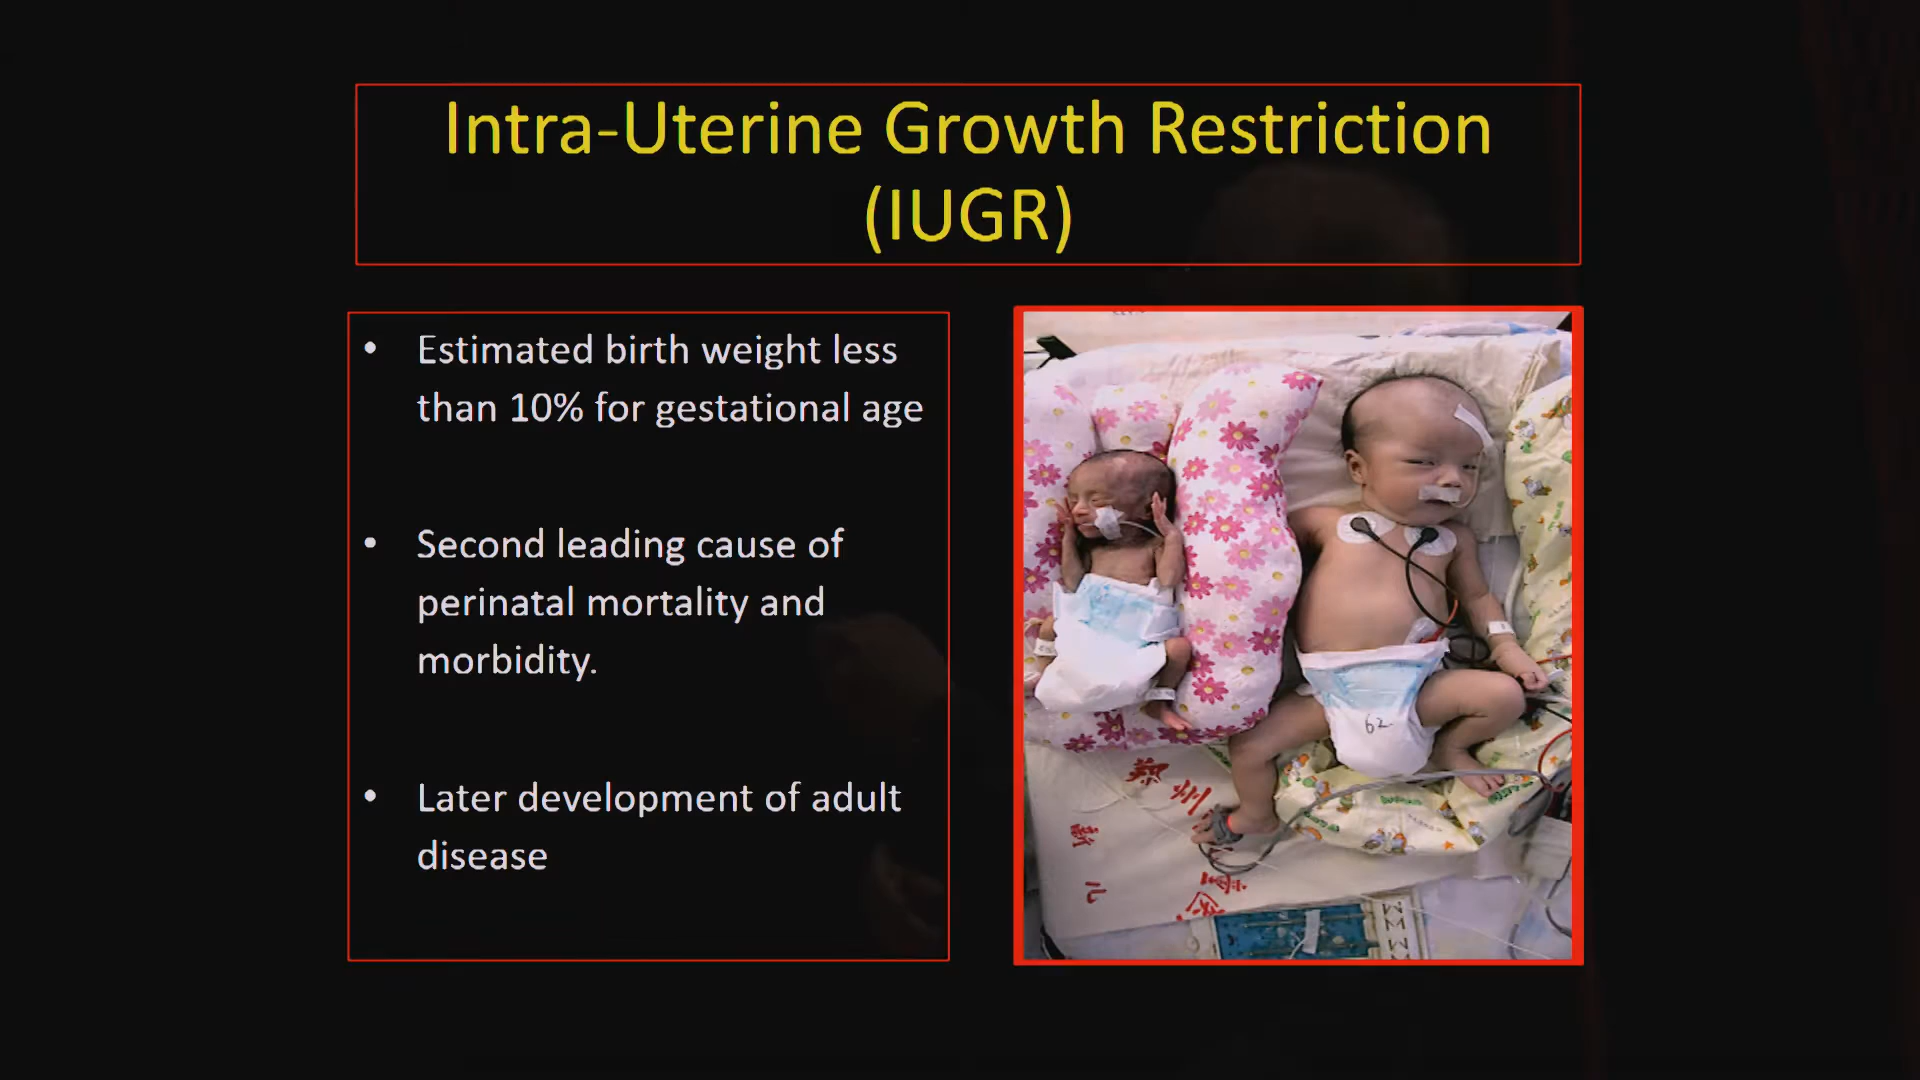 Intra-Uterine Growth Restriction
(IUGR)
• Estimated birth weight less
than 10% for gestational age
• Second leading cause of
perinatal mortality and
morbidity.
• Later development of adult
disease
62